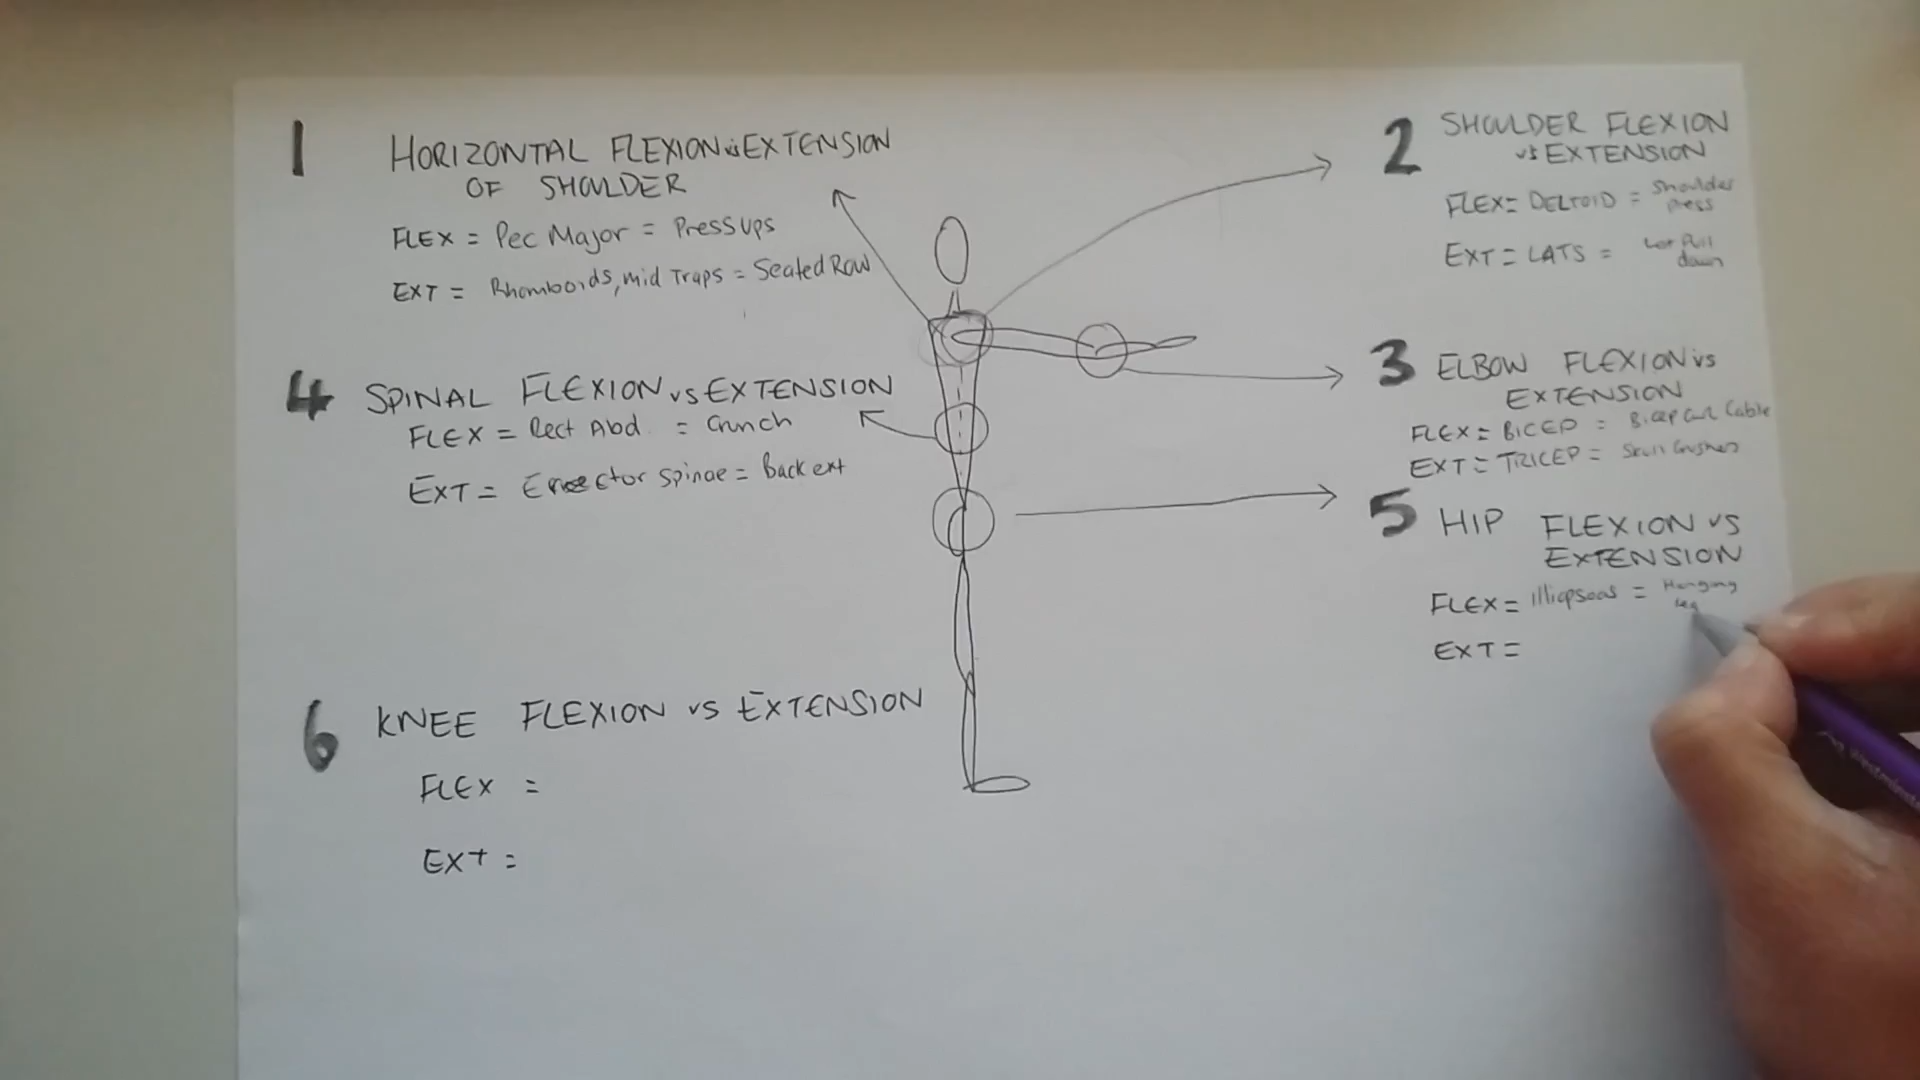 1
HORIZONTAL FLEXION vs EXTENSION
OF SHOULDER
FLEX = Pec Major = Press ups
EXT = Rhomboids, mid Traps = Seated Row
2
SHOULDER FLEXION
vs EXTENSION
FLEX = DELTOID = Shoulder
press
EXT = LATS = Lat Pull
down
3
ELBOW FLEXION vs
EXTENSION
FLEX = BICEP = Bicep Curl Cable
EXT = TRICEP = Skull Crushers
4
SPINAL FLEXION vs EXTENSION
FLEX = Rect Abd = Crunch
EXT = Erector spinae = Back ext
5
HIP FLEXION VS
EXTENSION
FLEX = Illiopsoas = Hanging
leg
EXT =
6
KNEE FLEXION VS EXTENSION
FLEX =
EXT =